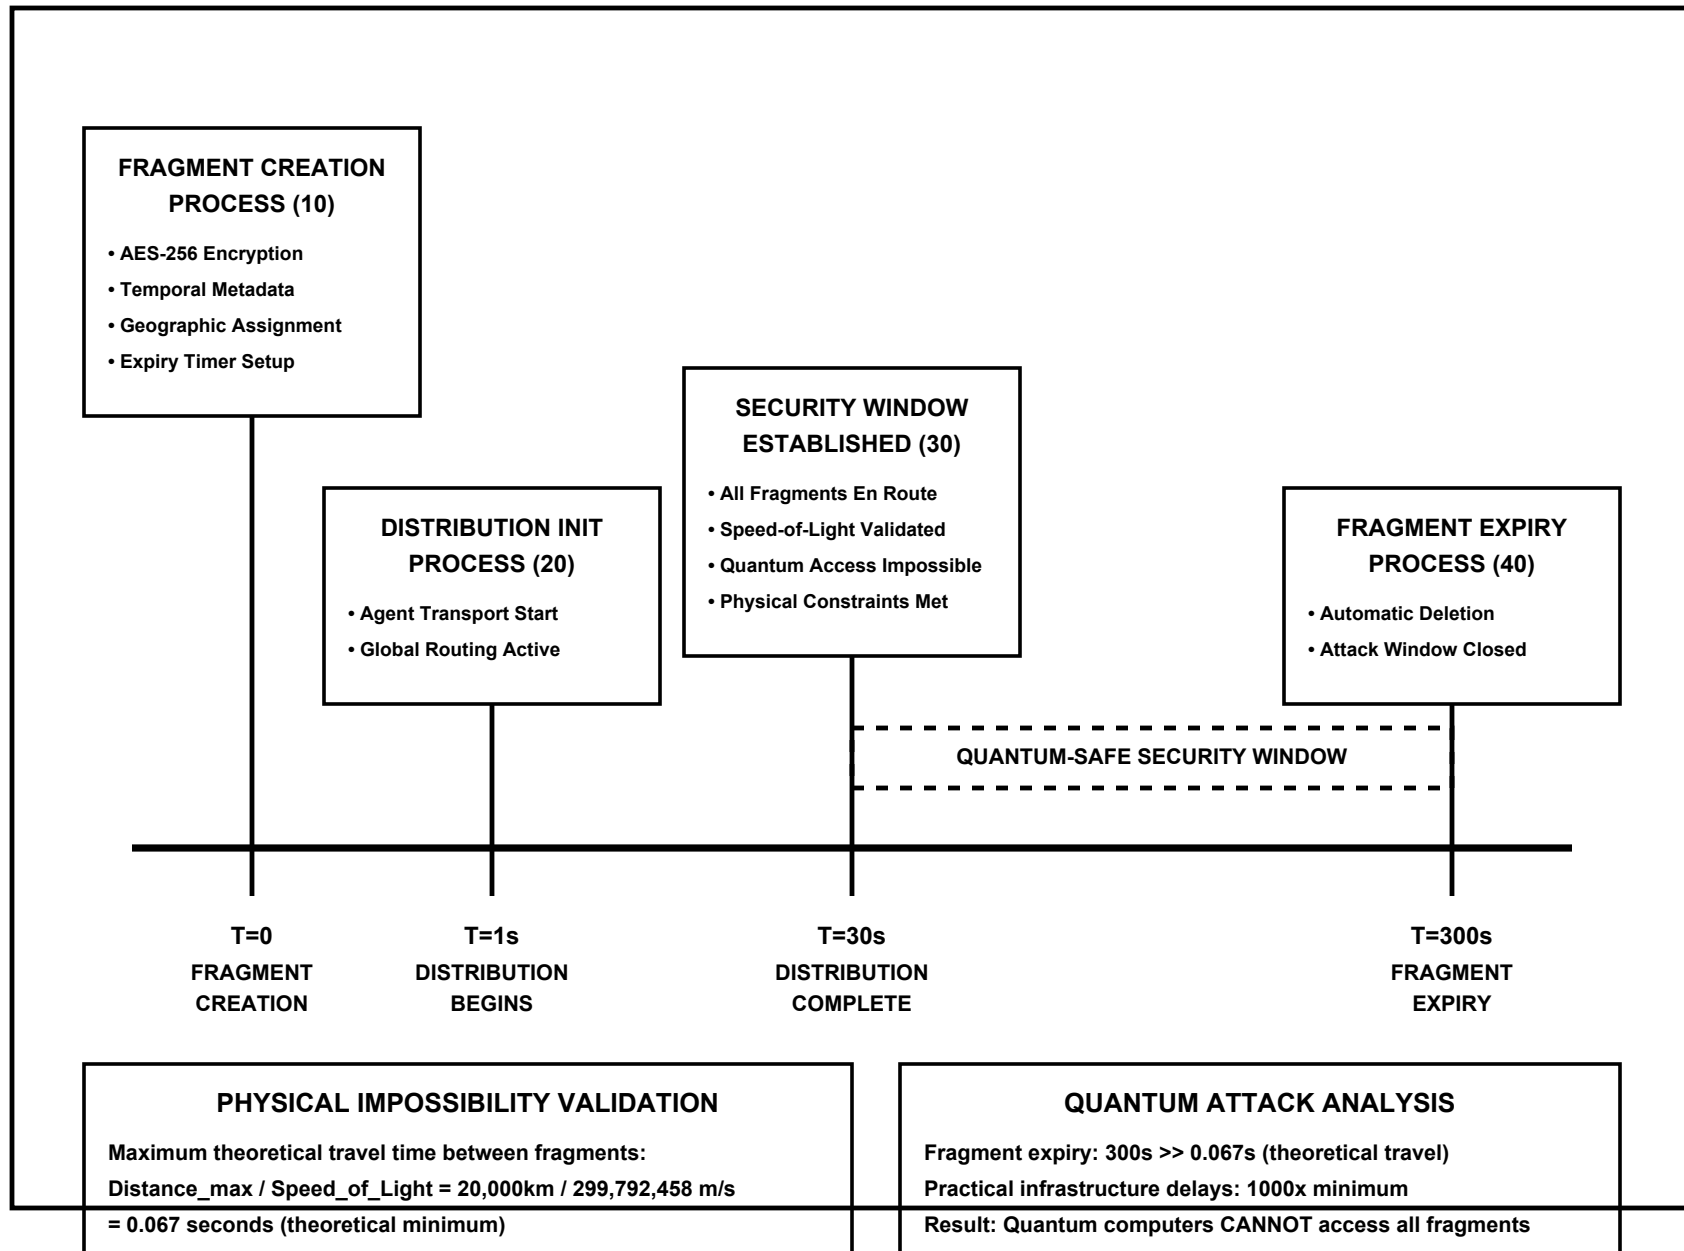 FRAGMENT CREATION
PROCESS (10)
• AES-256 Encryption
• Temporal Metadata
• Geographic Assignment
• Expiry Timer Setup
DISTRIBUTION INIT
PROCESS (20)
• Agent Transport Start
• Global Routing Active
SECURITY WINDOW
ESTABLISHED (30)
• All Fragments En Route
• Speed-of-Light Validated
• Quantum Access Impossible
• Physical Constraints Met
FRAGMENT EXPIRY
PROCESS (40)
• Automatic Deletion
• Attack Window Closed
QUANTUM-SAFE SECURITY WINDOW
T=0
FRAGMENT
CREATION
T=1s
DISTRIBUTION
BEGINS
T=30s
DISTRIBUTION
COMPLETE
T=300s
FRAGMENT
EXPIRY
PHYSICAL IMPOSSIBILITY VALIDATION
Maximum theoretical travel time between fragments:
Distance_max / Speed_of_Light = 20,000km / 299,792,458 m/s
= 0.067 seconds (theoretical minimum)
QUANTUM ATTACK ANALYSIS
Fragment expiry: 300s >> 0.067s (theoretical travel)
Practical infrastructure delays: 1000x minimum
Result: Quantum computers CANNOT access all fragments